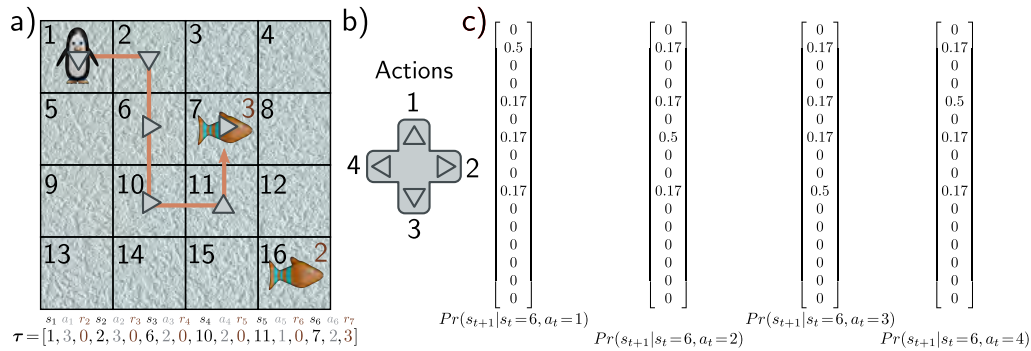 a)
1 2 3 4
5 6 7 3 8
9 10 11 12
13 14 15 16 2
s₁ a₁ r₂ s₂ a₂ r₃ s₃ a₃ r₄ s₄ a₄ r₅ s₅ a₅ r₆ s₆ a₆ r₇
τ=[1,3,0,2,3,0,6,2,0,10,2,0,11,1,0,7,2,3]
b)
Actions
1
4 2
3
c)
0 0 0 0
0.5 0.17 0.17 0.17
0 0 0 0
0 0 0 0
0.17 0.17 0.17 0.5
0 0 0 0
0.17 0.5 0.17 0.17
0 0 0 0
0 0 0 0
0.17 0.17 0.5 0.17
0 0 0 0
0 0 0 0
0 0 0 0
0 0 0 0
0 0 0 0
0 0 0 0
Pr(sₜ₊₁|sₜ=6,aₜ=1)
Pr(sₜ₊₁|sₜ=6,aₜ=2)
Pr(sₜ₊₁|sₜ=6,aₜ=3)
Pr(sₜ₊₁|sₜ=6,aₜ=4)